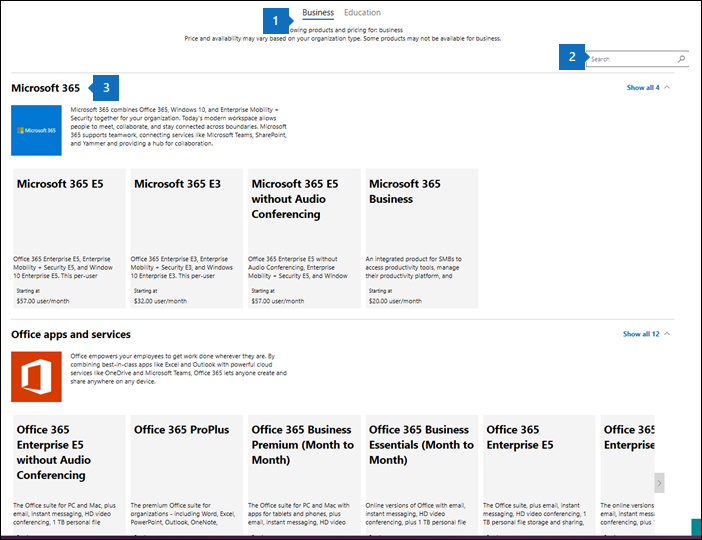 Business Education
1
owing products and pricing for: business
Price and availability may vary based on your organization type. Some products may not be available for business.
2
Search
Microsoft 365
3
Show all 4
Microsoft 365
Microsoft 365 combines Office 365, Windows 10, and Enterprise Mobility +
Security together for your organization. Today's modern workspace allows
people to meet, collaborate, and stay connected across boundaries. Microsoft
365 supports teamwork, connecting services like Microsoft Teams, SharePoint,
and Yammer and providing a hub for collaboration.
Microsoft 365 E5
Office 365 Enterprise E5, Enterprise
Mobility + Security E5, and Window
10 Enterprise E5. This per-user
Starting at
$57.00 user/month
Microsoft 365 E3
Office 365 Enterprise E3, Enterprise
Mobility + Security E3, and Windows
10 Enterprise E3. This per-user
Starting at
$32.00 user/month
Microsoft 365 E5
without Audio
Conferencing
Office 365 Enterprise E5 without
Audio Conferencing, Enterprise
Mobility + Security E5, and Window
Starting at
$57.00 user/month
Microsoft 365
Business
An integrated product for SMBs to
access productivity tools, manage
their productivity platform, and
Starting at
$20.00 user/month
Office apps and services
Show all 12
Office empowers your employees to get work done wherever they are. By
combining best-in-class apps like Excel and Outlook with powerful cloud
services like OneDrive and Microsoft Teams, Office 365 lets anyone create and
share anywhere on any device.
Office 365
Enterprise E5
without Audio
Conferencing
The Office suite for PC and Mac, plus
email, instant messaging, HD video
conferencing, 1 TB personal file
Office 365 ProPlus
The premium Office suite for
organizations - including Word, Excel,
PowerPoint, Outlook, OneNote,
Office 365 Business
Premium (Month to
Month)
The Office suite for PC and Mac with
apps for tablets and phones, plus
email, instant messaging, HD video
Office 365 Business
Essentials (Month to
Month)
Online versions of Office with email,
instant messaging, HD video
conferencing, plus 1 TB personal file
Office 365
Enterprise E5
The Office suite, plus email, instant
messaging, HD video conferencing, 1
TB personal file storage and sharing,
Office 365
Enterprise
The online versions
email, instant messa
conferencing, plus 1